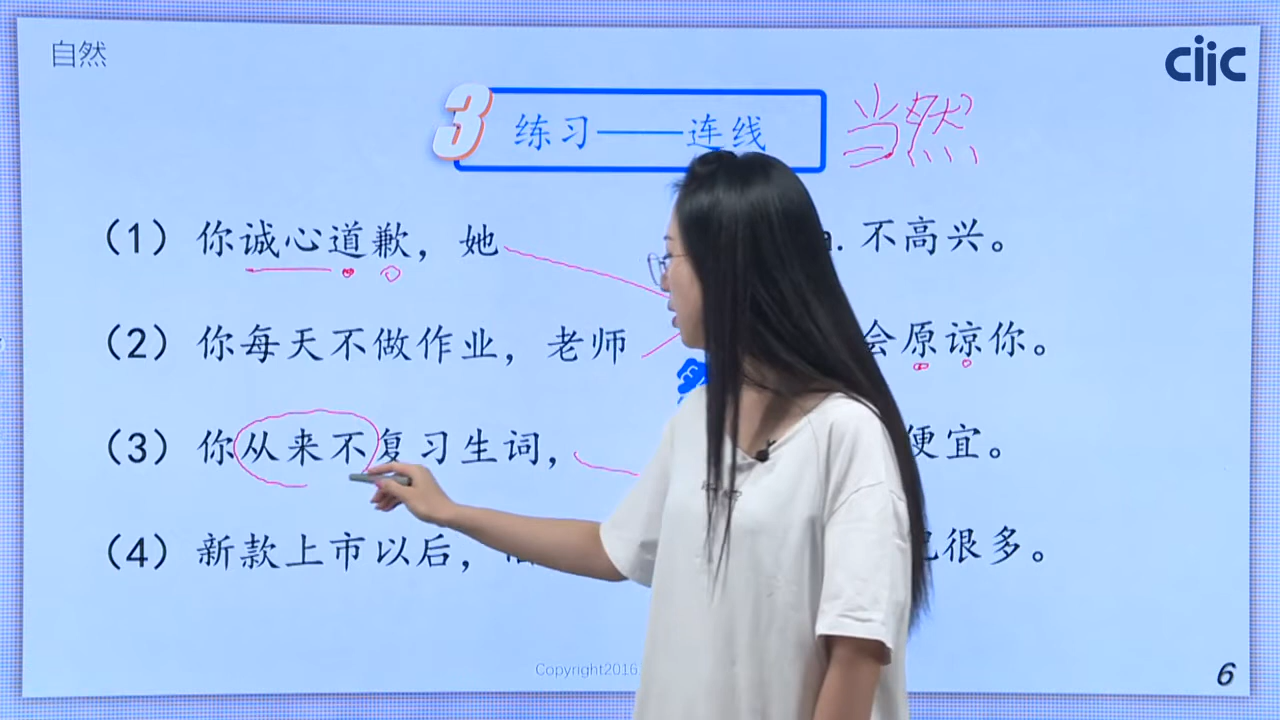 自然
ciic
3 练习——连线
当然
（1）你诚心道歉，她
不高兴。
（2）你每天不做作业，老师
会原谅你。
（3）你从来不复习生词，
便宜。
（4）新款上市以后，
很多。
Copyright2016
6